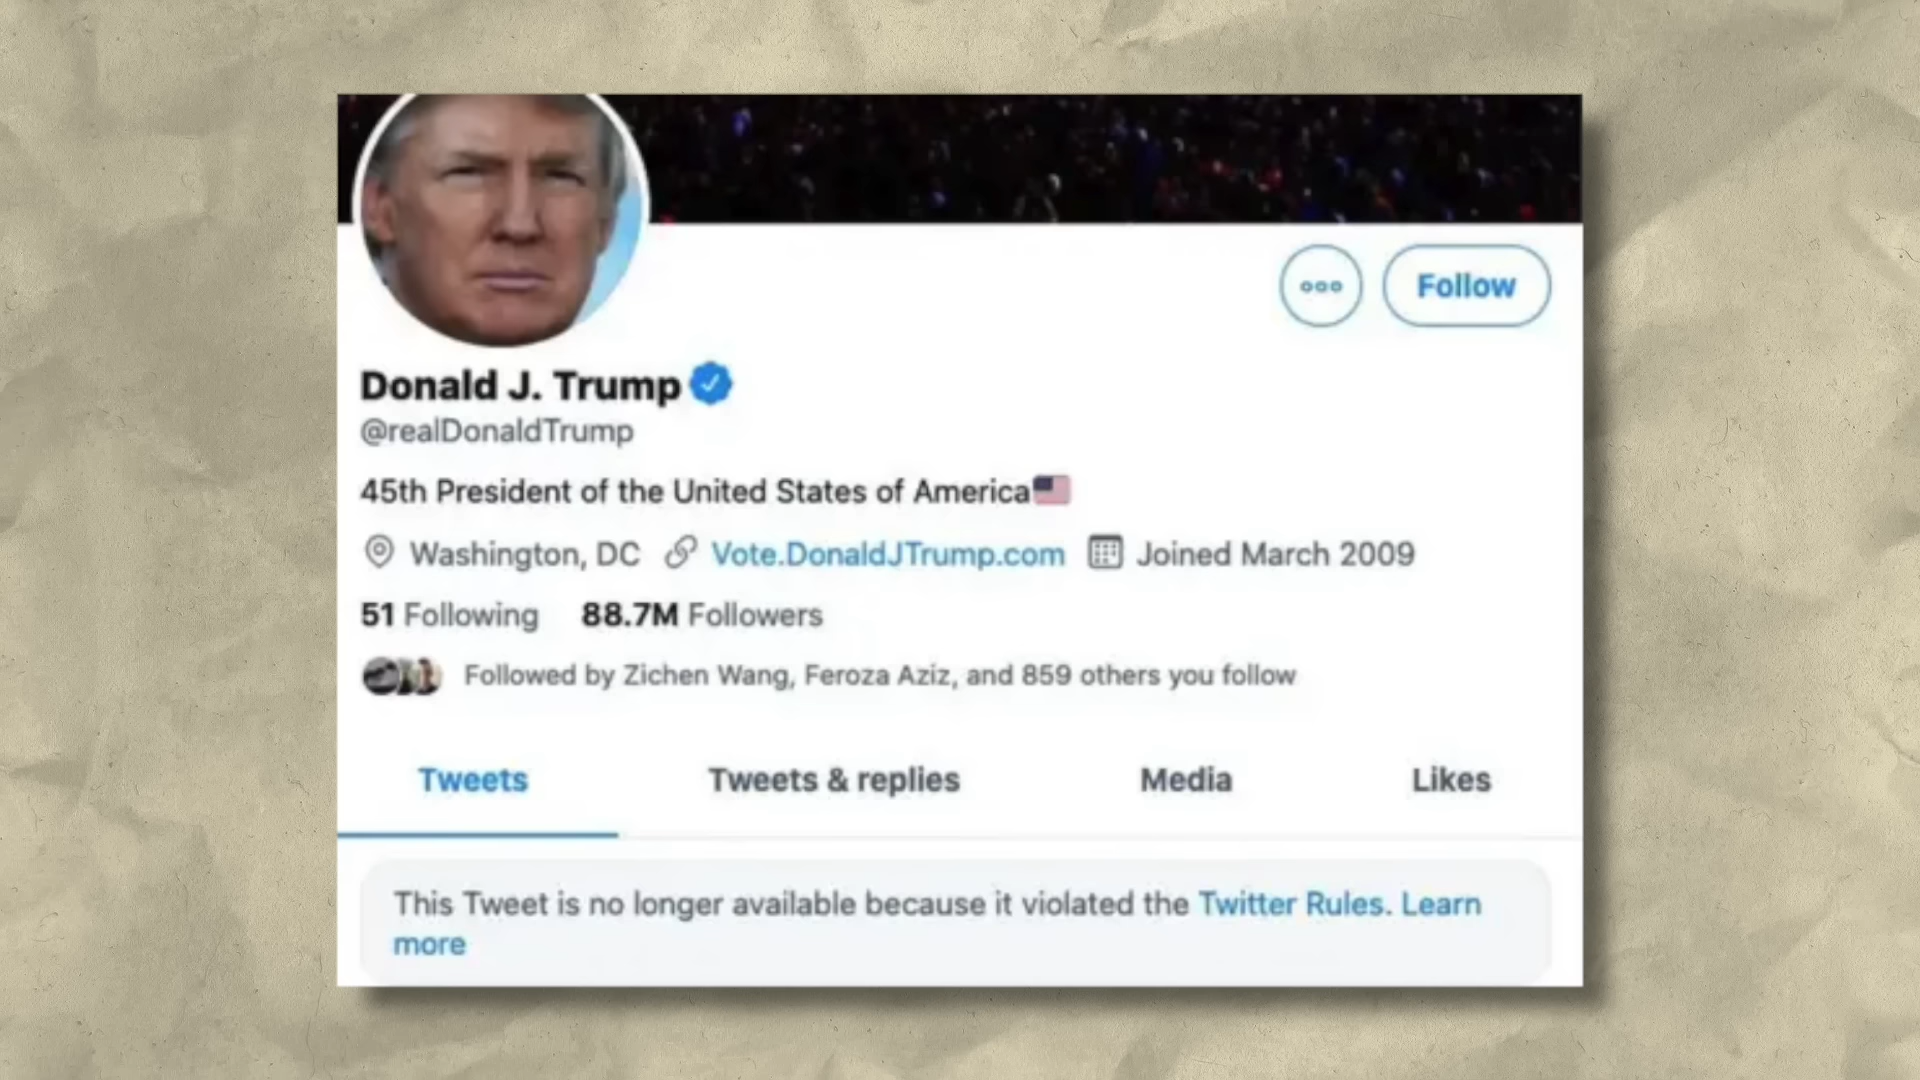 Follow
Donald J. Trump
@realDonaldTrump
45th President of the United States of America
Washington, DC Vote.DonaldJTrump.com Joined March 2009
51 Following 88.7M Followers
Followed by Zichen Wang, Feroza Aziz, and 859 others you follow
Tweets Tweets & replies Media Likes
This Tweet is no longer available because it violated the Twitter Rules. Learn
more